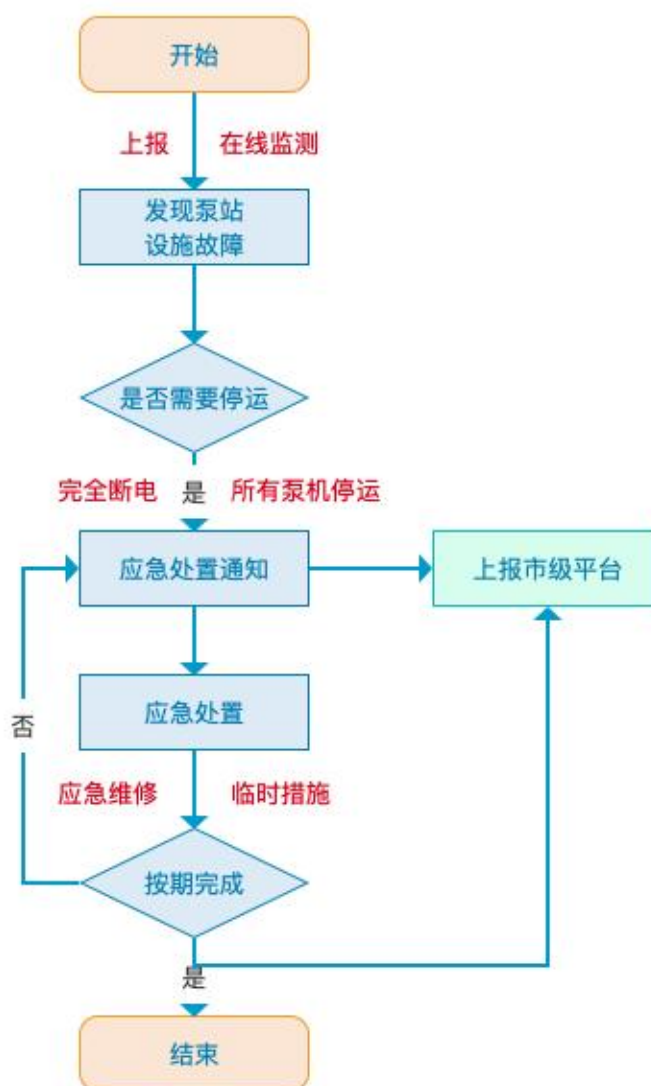 开始
上报 在线监测
发现泵站
设施故障
是否需要停运
完全断电 是 所有泵机停运
应急处置通知 上报市级平台
应急处置
否
应急维修 临时措施
按期完成
是
结束